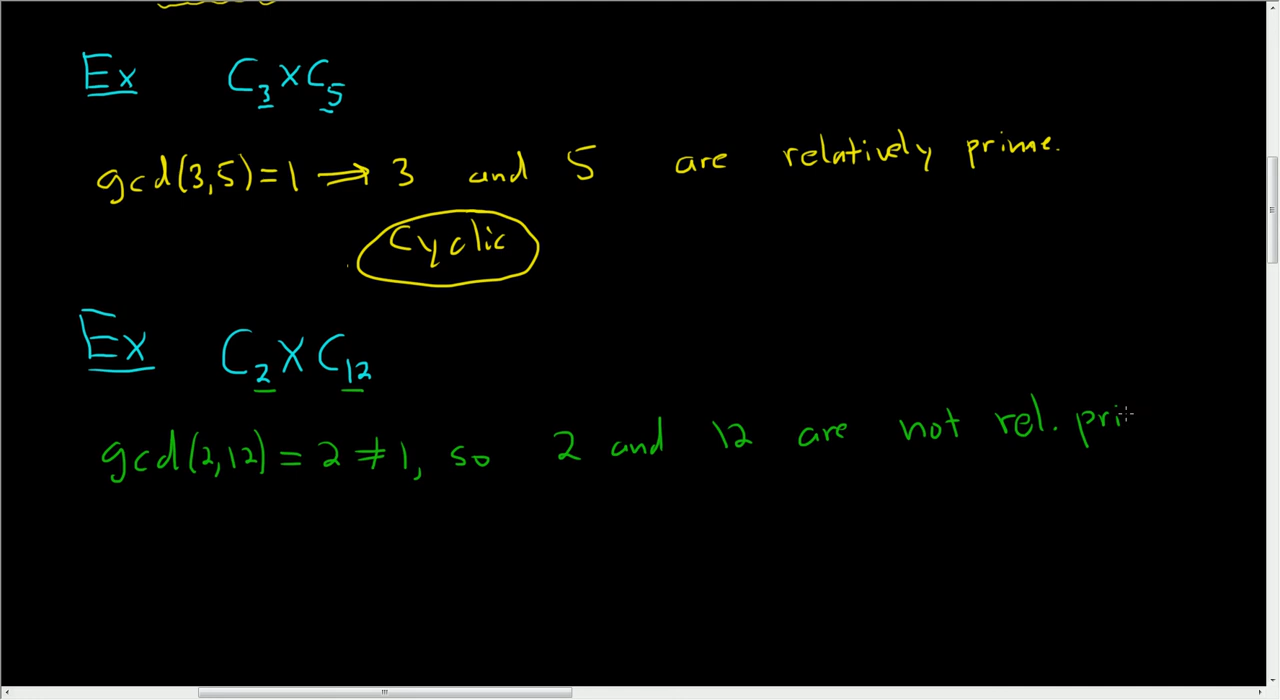 Ex C₃×C₅
gcd(3,5)=1 ⟹ 3 and 5 are relatively prime.
Cyclic
Ex C₂×C₁₂
gcd(2,12)=2≠1, so 2 and 12 are not rel. pri